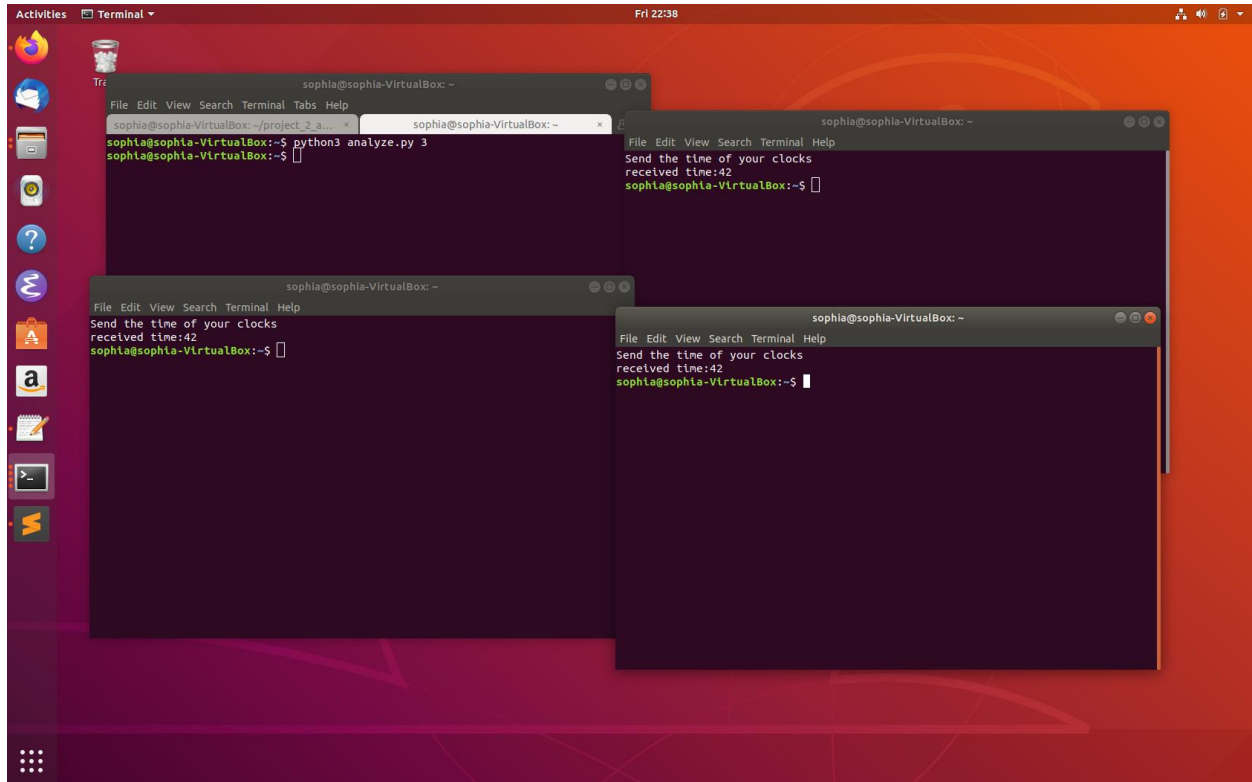 Activities Terminal Fri 22:38
sophia@sophia-VirtualBox: ~
File Edit View Search Terminal Tabs Help
sophia@sophia-VirtualBox: ~/project_2_a... × sophia@sophia-VirtualBox: ~ ×
sophia@sophia-VirtualBox:~$ python3 analyze.py 3
sophia@sophia-VirtualBox:~$
sophia@sophia-VirtualBox: ~
File Edit View Search Terminal Help
Send the time of your clocks
received time:42
sophia@sophia-VirtualBox:~$
sophia@sophia-VirtualBox: ~
File Edit View Search Terminal Help
Send the time of your clocks
received time:42
sophia@sophia-VirtualBox:~$
sophia@sophia-VirtualBox: ~
File Edit View Search Terminal Help
Send the time of your clocks
received time:42
sophia@sophia-VirtualBox:~$